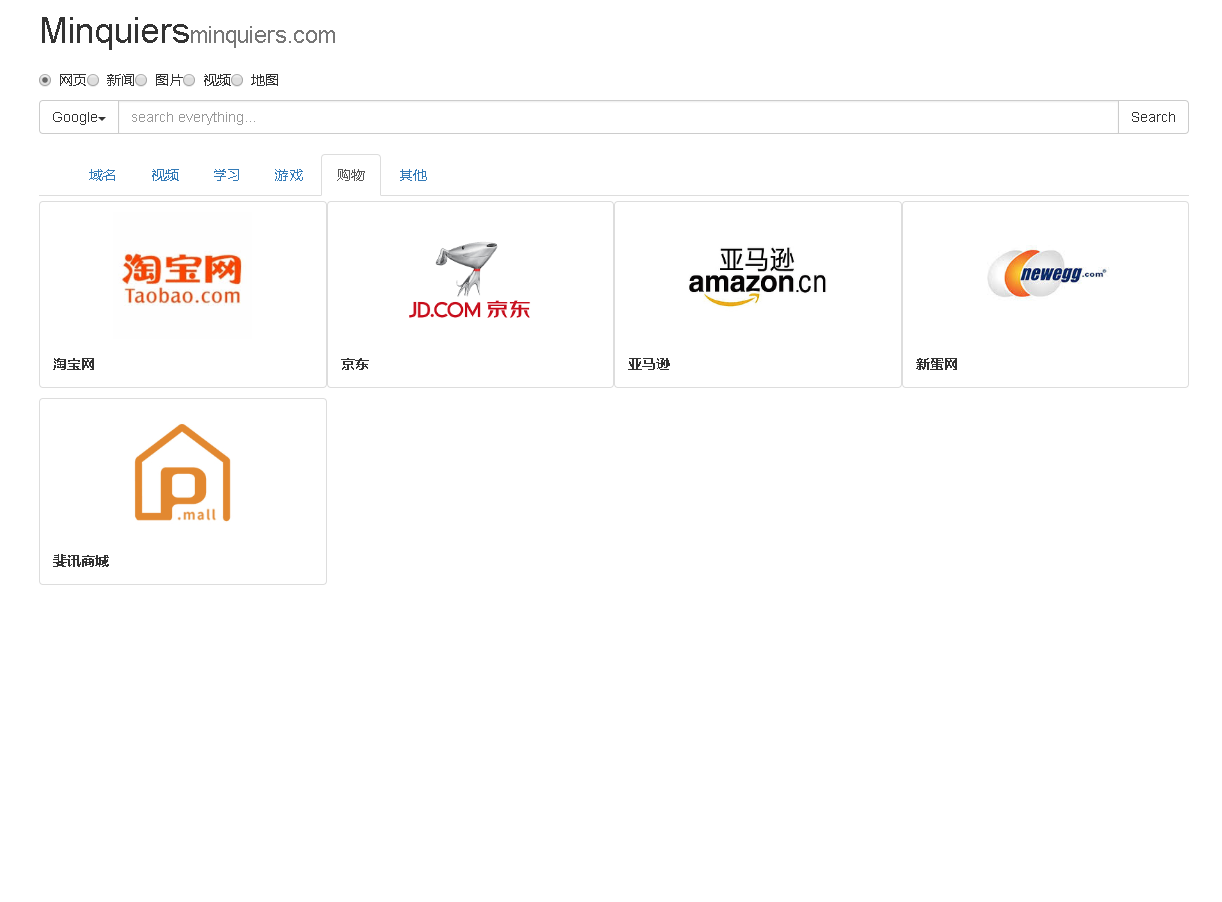 Minquiersminquiers.com
网页 新闻 图片 视频 地图
Google search everything... Search
域名 视频 学习 游戏 购物 其他
淘宝网
Taobao.com
淘宝网
JD.COM 京东
京东
亚马逊
amazon.cn
亚马逊
newegg.com®
新蛋网
p
.mall
斐讯商城